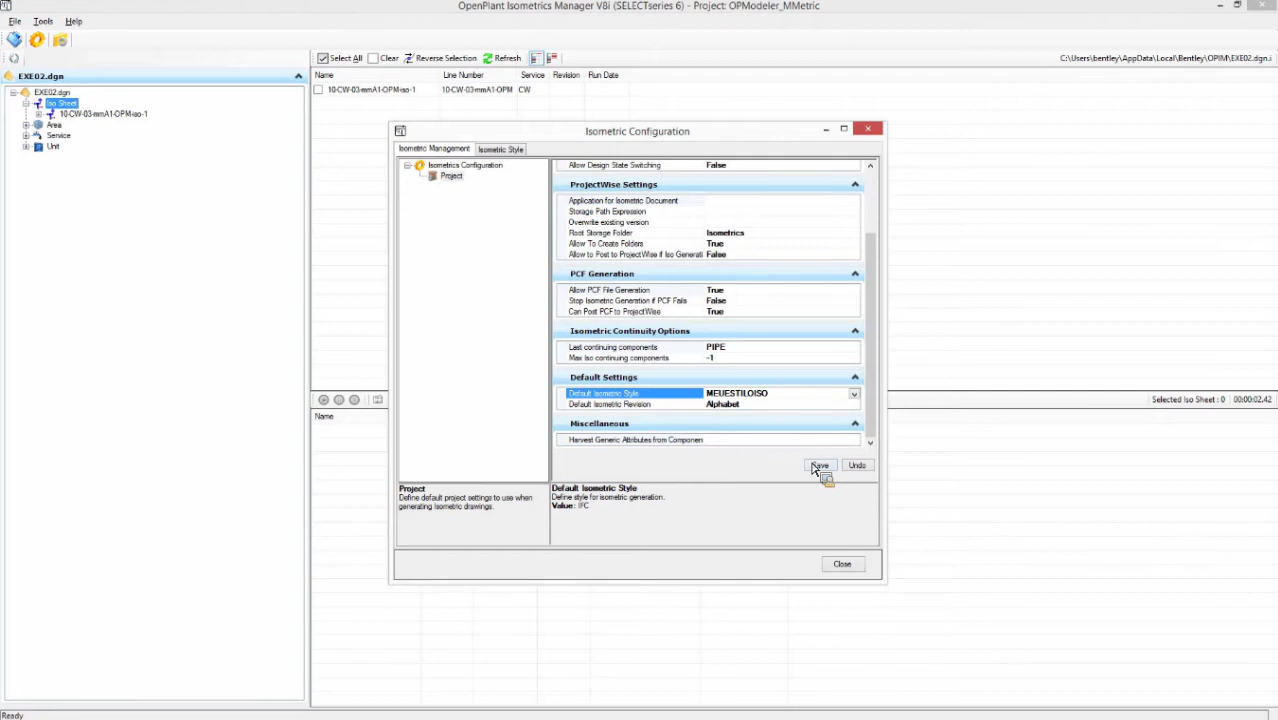 OpenPlant Isometrics Manager V8i (SELECTseries 6) - Project: OPModeler_MMetric
File Tools Help
Select All Clear Reverse Selection Refresh C:\Users\bentley\AppData\Local\Bentley\OPIM\EXE02.dgn.i
EXE02.dgn
Name Line Number Service Revision Run Date
EXE02.dgn
10-CW-03-mmA1-OPM-iso-1 10-CW-03-mmA1-OPM CW
Iso Sheet
10-CW-03-mmA1-OPM-iso-1
Area
Service
Unit
Isometric Configuration
Isometric Management Isometric Style
Isometrics Configuration
Project
Allow Design State Switching False
ProjectWise Settings
Application for Isometric Document
Storage Path Expression
Overwrite existing version
Root Storage Folder Isometrics
Allow To Create Folders True
Allow to Post to ProjectWise if Iso Generati False
PCF Generation
Allow PCF File Generation True
Stop Isometric Generation if PCF Fails False
Can Post PCF to ProjectWise True
Isometric Continuity Options
Last continuing components PIPE
Max Iso continuing components -1
Default Settings
Default Isometric Style MEUESTILOISO
Default Isometric Revision Alphabet
Miscellaneous
Harvest Generic Attributes from Componen
Save Undo
Project
Define default project settings to use when
generating Isometric drawings.
Default Isometric Style
Define style for isometric generation.
Value: IFC
Close
Name
Selected Iso Sheet : 0 00:00:02.42
Ready